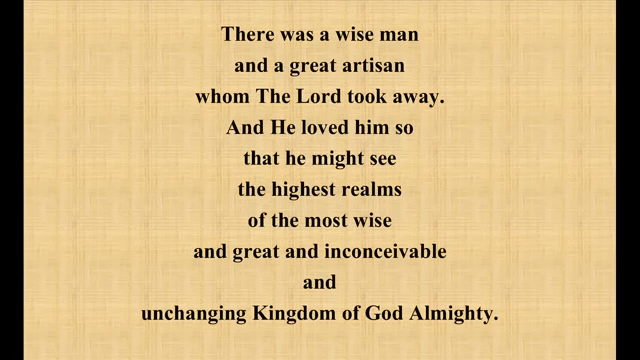 There was a wise man
and a great artisan
whom The Lord took away.
And He loved him so
that he might see
the highest realms
of the most wise
and great and inconceivable
and
unchanging Kingdom of God Almighty.